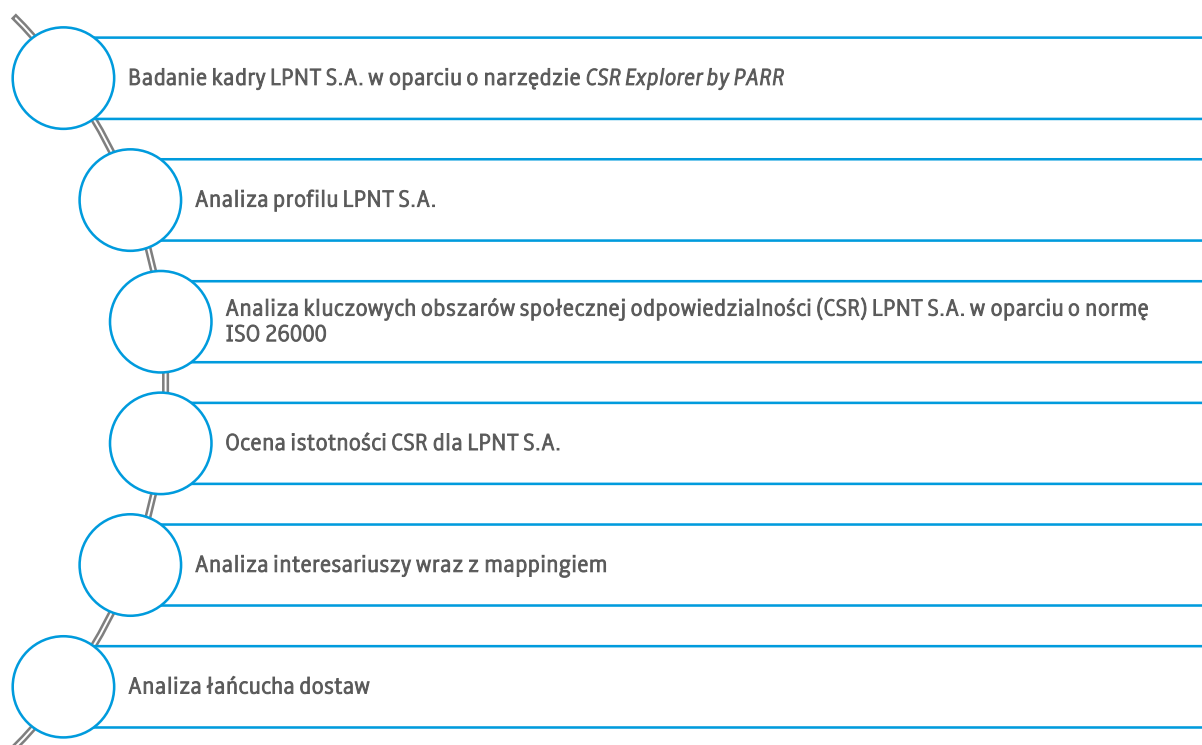 Badanie kadry LPNT S.A. w oparciu o narzędzie CSR Explorer by PARR
Analiza profilu LPNT S.A.
Analiza kluczowych obszarów społecznej odpowiedzialności (CSR) LPNT S.A. w oparciu o normę
ISO 26000
Ocena istotności CSR dla LPNT S.A.
Analiza interesariuszy wraz z mappingiem
Analiza łańcucha dostaw